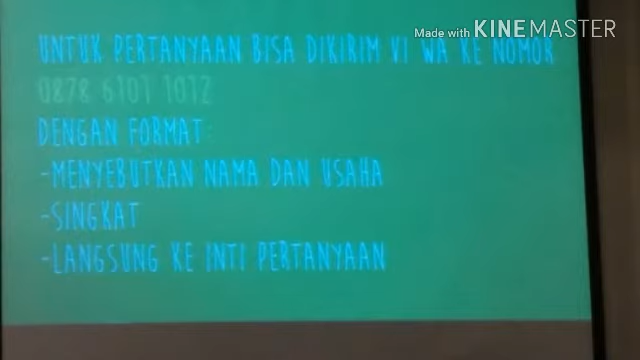 Made with KINEMASTER
UNTUK PERTANYAAN BISA DIKIRIM VI WA KE NOMOR
0878 6101 1012
DENGAN FORMAT:
-MENYEBUTKAN NAMA DAN USAHA
-SINGKAT
-LANGSUNG KE INTI PERTANYAAN